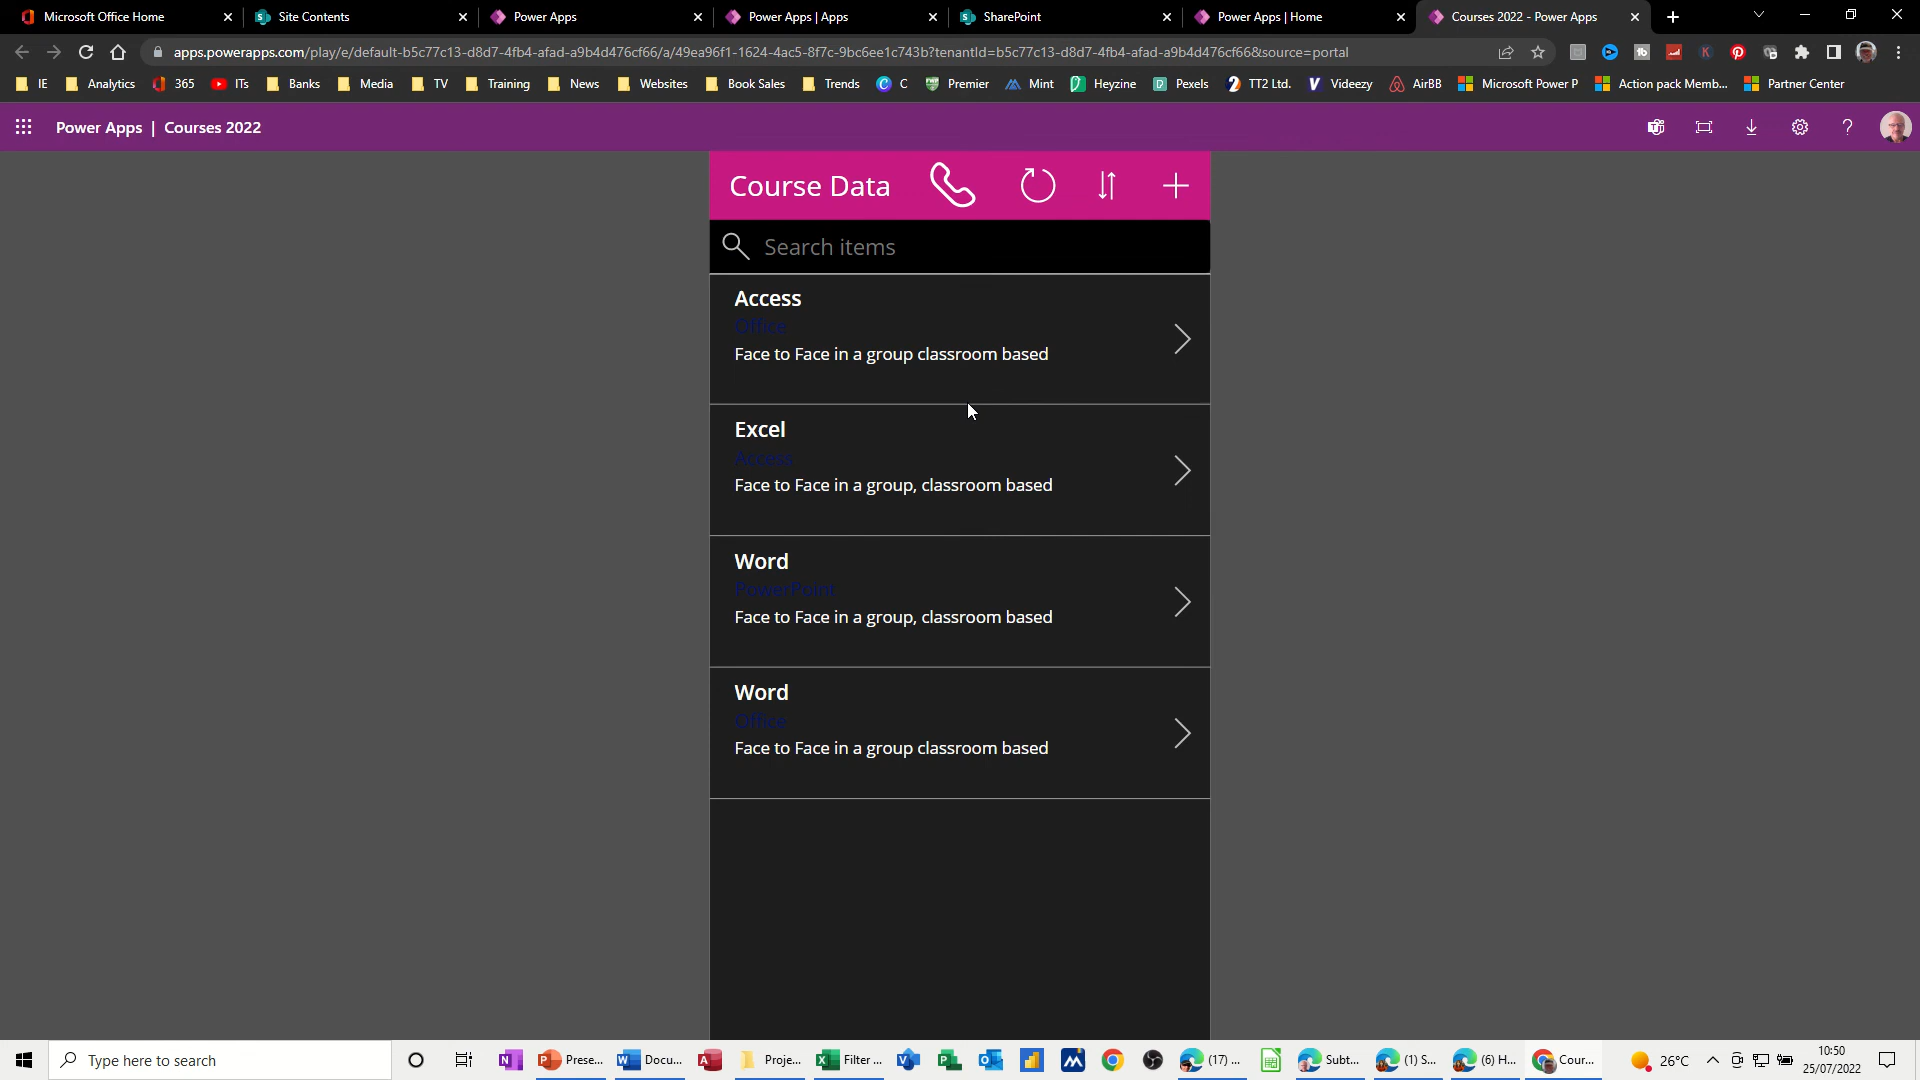 Microsoft Office Home
Site Contents
Power Apps
Power Apps | Apps
SharePoint
Power Apps | Home
Courses 2022 - Power Apps
apps.powerapps.com/play/e/default-b5c77c13-d8d7-4fb4-afad-a9b4d476cf66/a/49ea96f1-1624-4ac5-8f7c-9bc6ee1c743b?tenantId=b5c77c13-d8d7-4fb4-afad-a9b4d476cf66&source=portal
IE
Analytics
365
ITs
Banks
Media
TV
Training
News
Websites
Book Sales
Trends
C
Premier
Mint
Heyzine
Pexels
TT2 Ltd.
Videezy
AirBB
Microsoft Power P
Action pack Memb...
Partner Center
Power Apps | Courses 2022
Course Data
Search items
Access
Office
Face to Face in a group classroom based
Excel
Access
Face to Face in a group, classroom based
Word
PowerPoint
Face to Face in a group, classroom based
Word
Office
Face to Face in a group classroom based
Type here to search
Prese...
Docu...
Proje...
Filter ...
(17) ...
Subt...
(1) S...
(6) H...
Cour...
26°C
10:50
25/07/2022